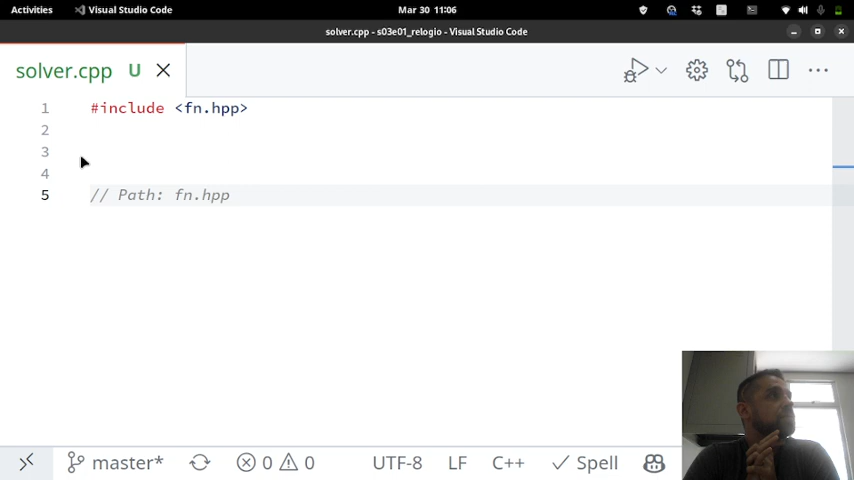 Activities Visual Studio Code Mar 30 11:06
solver.cpp - s03e01_relogio - Visual Studio Code
solver.cpp U
1 #include <fn.hpp>
2
3
4
5 // Path: fn.hpp
master* 0 0 UTF-8 LF C++ Spell